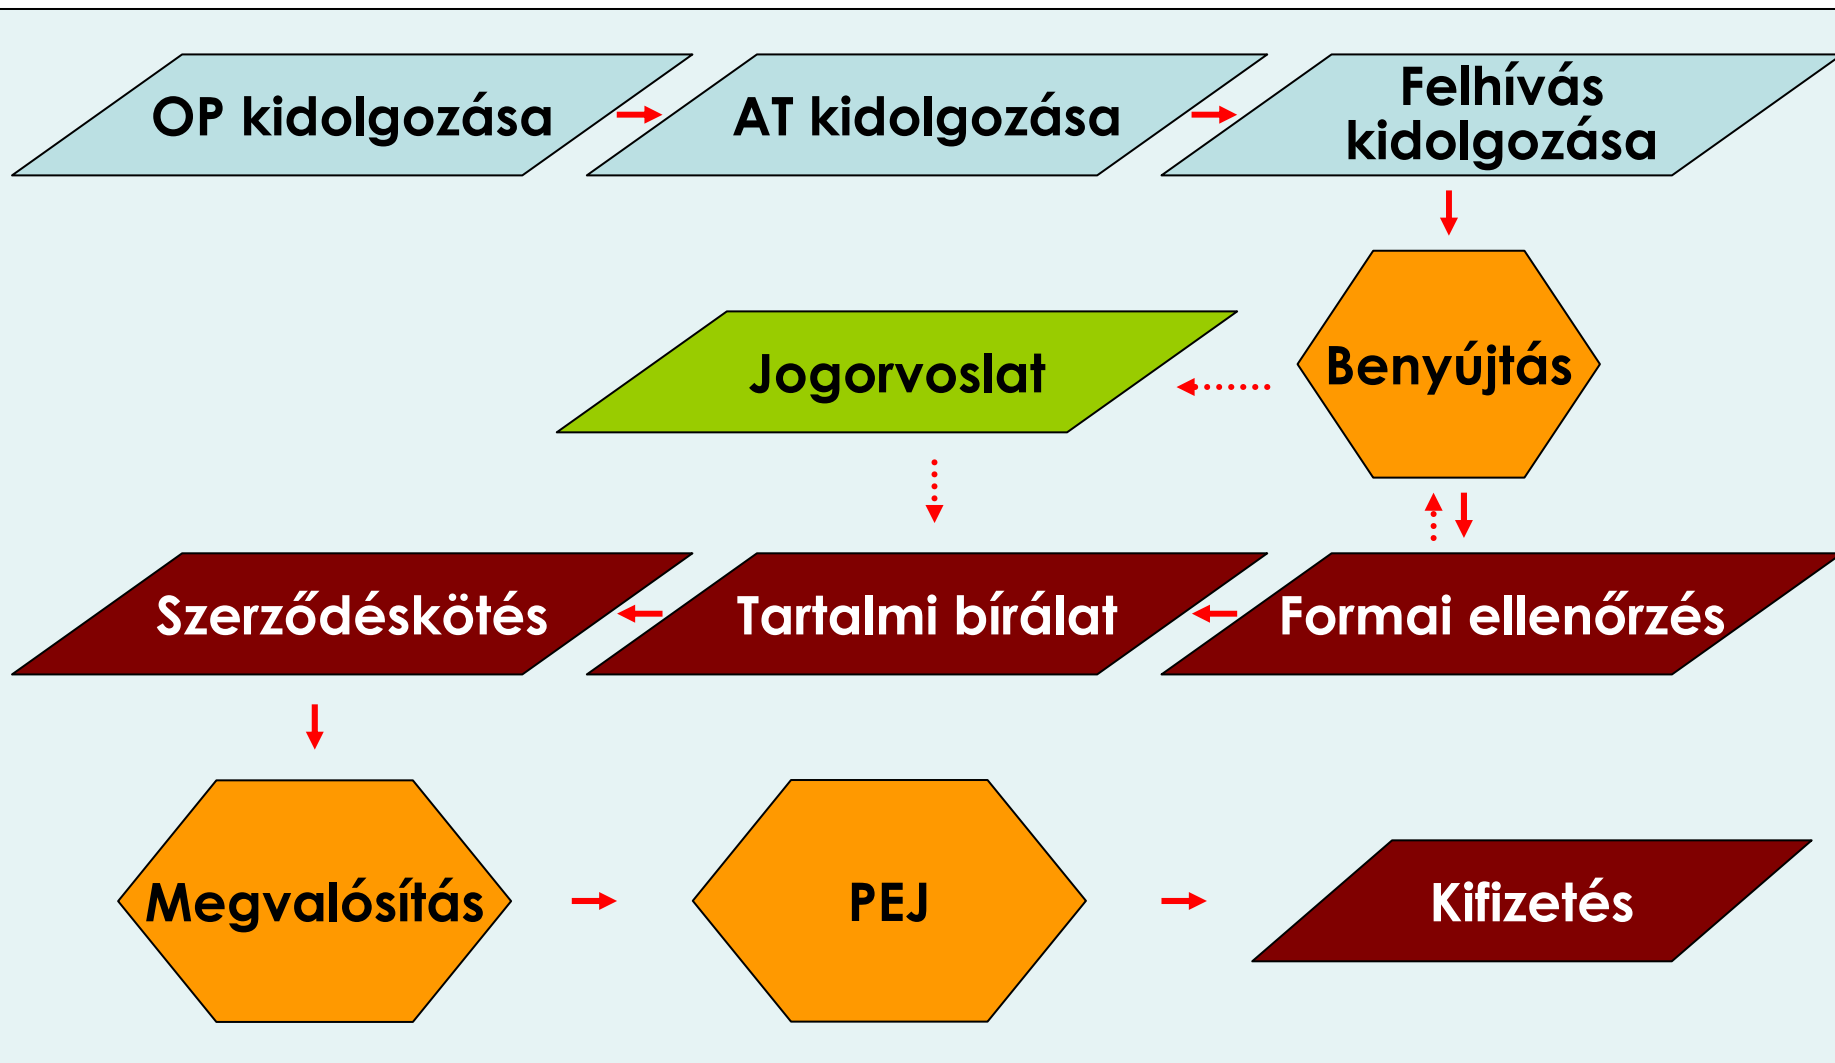 OP kidolgozása
AT kidolgozása
Felhívás
kidolgozása
Jogorvoslat
Benyújtás
Szerződéskötés
Tartalmi bírálat
Formai ellenőrzés
Megvalósítás
PEJ
Kifizetés